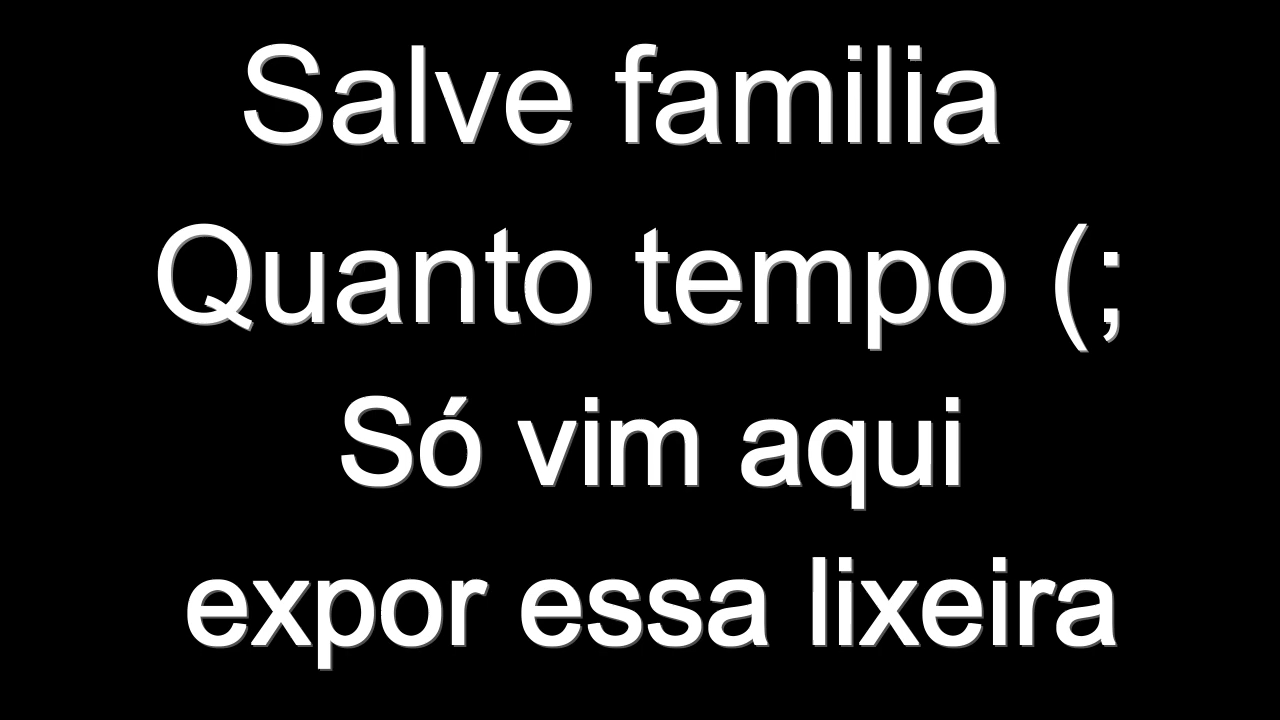 Salve familia
Quanto tempo (;
Só vim aqui
expor essa lixeira